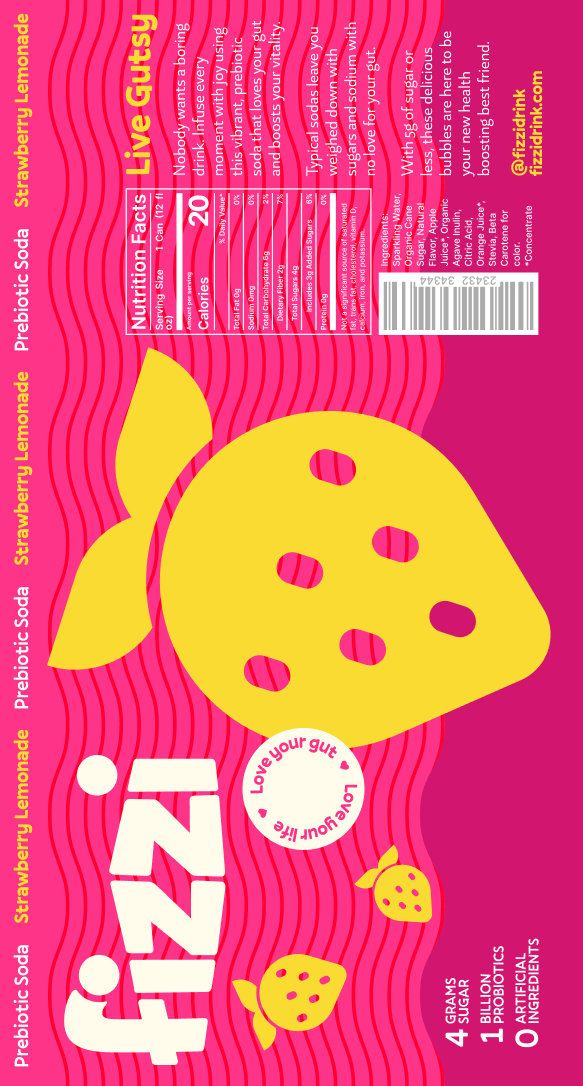 Prebiotic Soda Strawberry Lemonade Prebiotic Soda Strawberry Lemonade Prebiotic Soda Strawberry Lemonade
fizzi
Love your gut
Love your life
4 GRAMS
SUGAR
1 BILLION
PROBIOTICS
0 ARTIFICIAL
INGREDIENTS
Nutrition Facts
Serving Size 1 Can (12 fl
oz)
Amount per serving
Calories 20
% Daily Value*
Total Fat 0g 0%
Sodium 0mg 0%
Total Carbohydrate 6g 2%
Dietary Fiber 2g 7%
Total Sugars 4g
Includes 3g Added Sugars 6%
Protein 0g 0%
Not a significant source of saturated
fat, trans fat, cholesterol, vitamin D,
calcium, iron, and potassium.
Ingredients:
Sparkling Water,
Organic Cane
Sugar, Natural
Flavor, Apple
Juice*, Organic
Agave Inulin,
Citric Acid,
Orange Juice*,
Stevia, Beta
Carotene for
color.
*Concentrate
Live Gutsy
Nobody wants a boring
drink. Infuse every
moment with joy using
this vibrant, prebiotic
soda that loves your gut
and boosts your vitality.
Typical sodas leave you
weighed down with
sugars and sodium with
no love for your gut.
With 5g of sugar or
less, these delicious
bubbles are here to be
your new health
boosting best friend.
@fizzidrink
fizzidrink.com